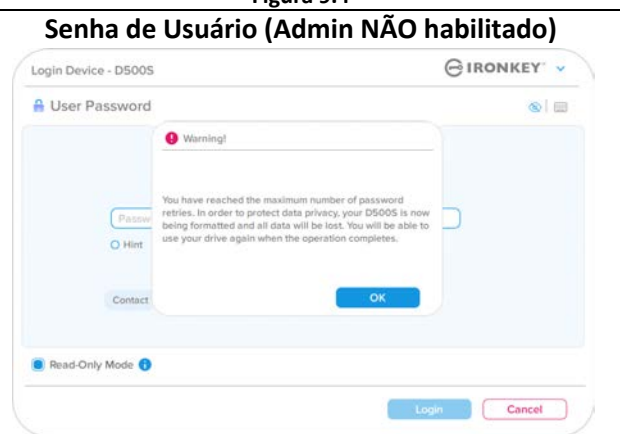 Senha de Usuário (Admin NÃO habilitado)
Login Device - D500S
IRONKEY
User Password
Warning!
You have reached the maximum number of password
retries. In order to protect data privacy, your D500S is now
being formatted and all data will be lost. You will be able to
use your drive again when the operation completes.
Passw
Hint
Contact
OK
Read-Only Mode
Login
Cancel